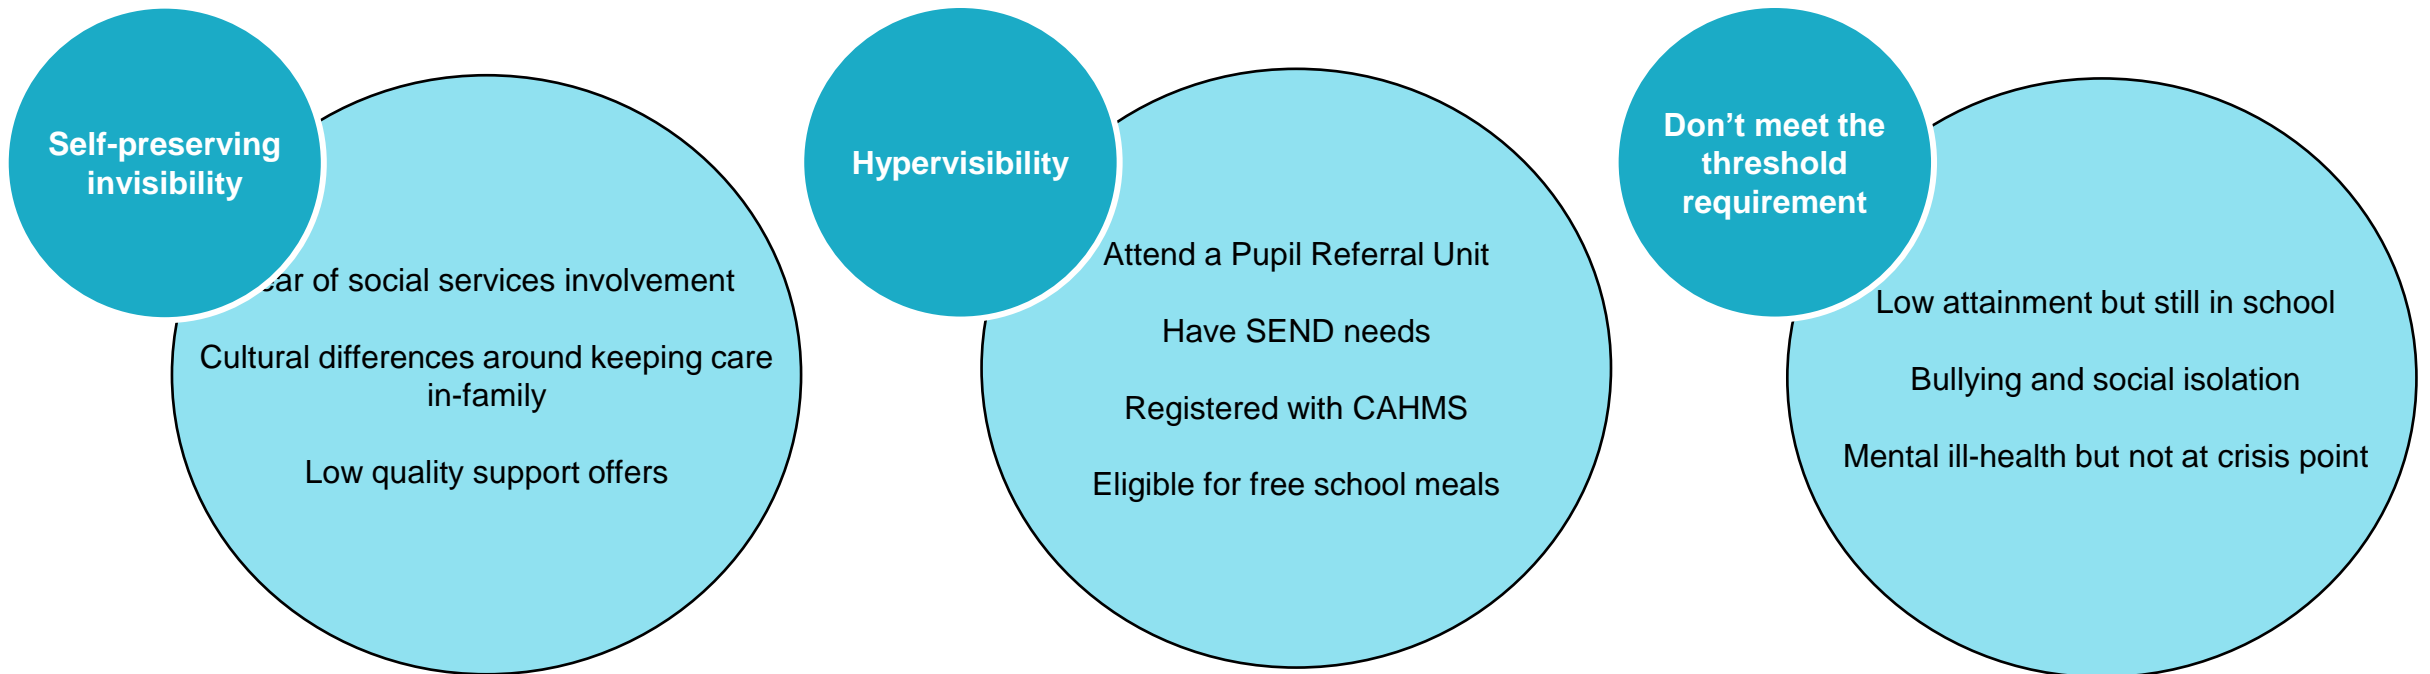 Self-preserving
invisibility
ear of social services involvement
Cultural differences around keeping care
in-family
Low quality support offers
Hypervisibility
Attend a Pupil Referral Unit
Have SEND needs
Registered with CAHMS
Eligible for free school meals
Don’t meet the
threshold
requirement
Low attainment but still in school
Bullying and social isolation
Mental ill-health but not at crisis point